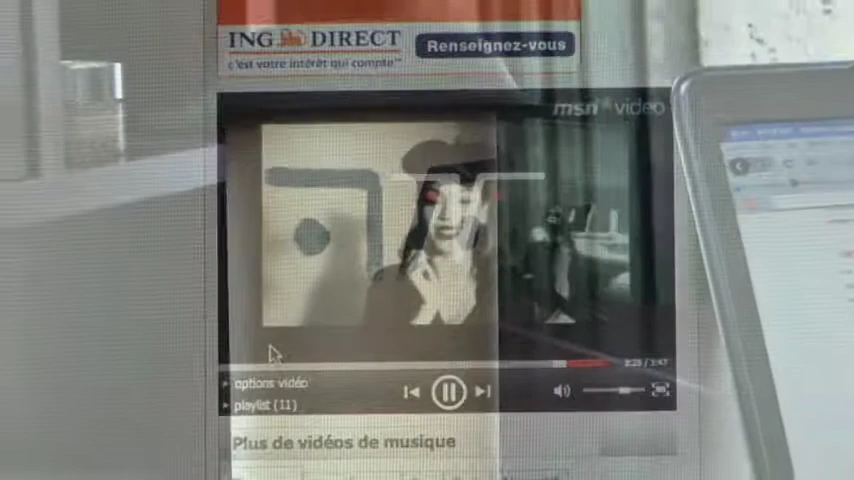 ING DIRECT
c'est votre intérêt qui compte
Renseignez-vous
msn video
options vidéo
playlist (11)
Plus de vidéos de musique